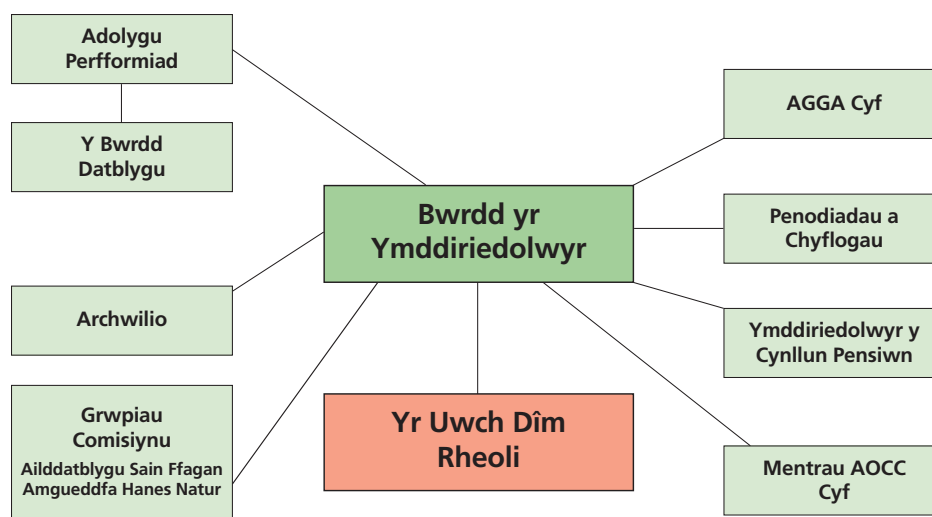 Adolygu
Perfformiad
Y Bwrdd
Datblygu
Archwilio
Grwpiau
Comisiynu
Ailddatblygu Sain Ffagan
Amgueddfa Hanes Natur
Bwrdd yr
Ymddiriedolwyr
Yr Uwch Dîm
Rheoli
AGGA Cyf
Penodiadau a
Chyflogau
Ymddiriedolwyr y
Cynllun Pensiwn
Mentrau AOCC
Cyf